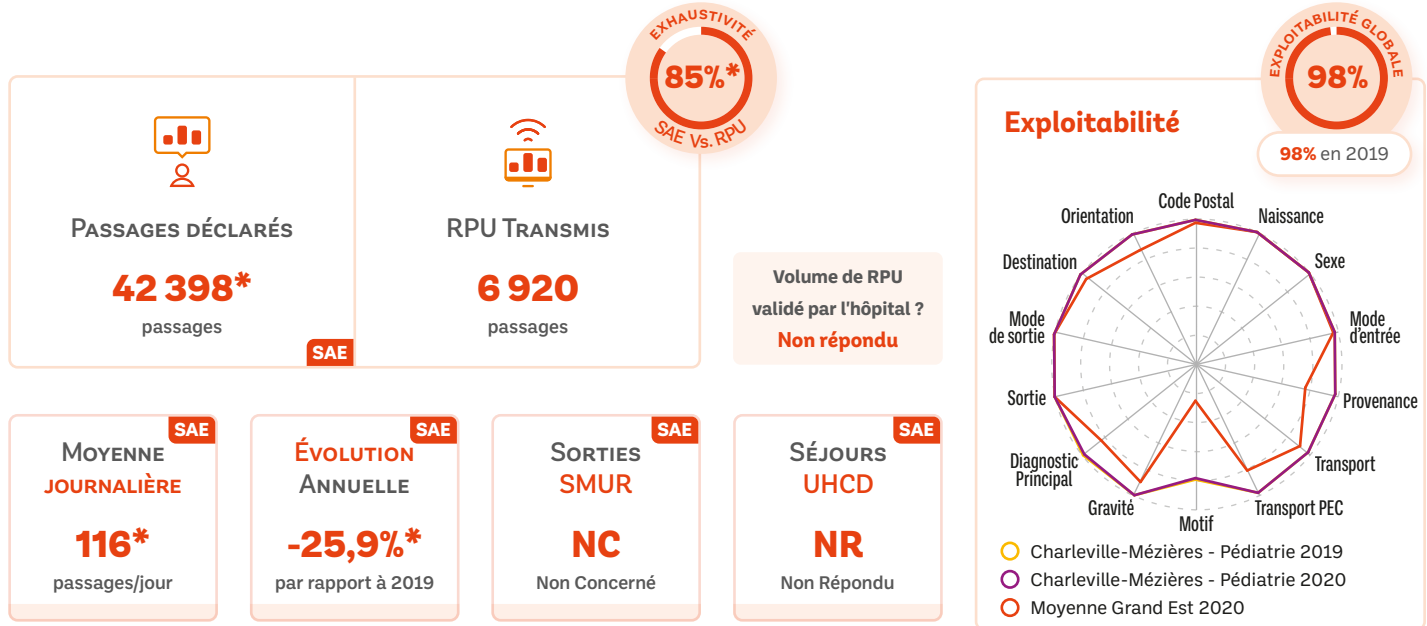 EXHAUSTIVITÉ
85%*
SAE Vs. RPU
PASSAGES DÉCLARÉS
42 398*
passages
SAE
RPU TRANSMIS
6 920
passages
Volume de RPU
validé par l'hôpital ?
Non répondu
SAE
MOYENNE
JOURNALIÈRE
116*
passages/jour
SAE
ÉVOLUTION
ANNUELLE
-25,9%*
par rapport à 2019
SAE
SORTIES
SMUR
NC
Non Concerné
SAE
SÉJOURS
UHCD
NR
Non Répondu
EXPLOITABILITÉ GLOBALE
98%
98% en 2019
Exploitabilité
Code Postal
Naissance
Sexe
Mode
d'entrée
Provenance
Transport
Transport PEC
Motif
Gravité
Diagnostic
Principal
Sortie
Mode
de sortie
Destination
Orientation
Charleville-Mézières - Pédiatrie 2019
Charleville-Mézières - Pédiatrie 2020
Moyenne Grand Est 2020